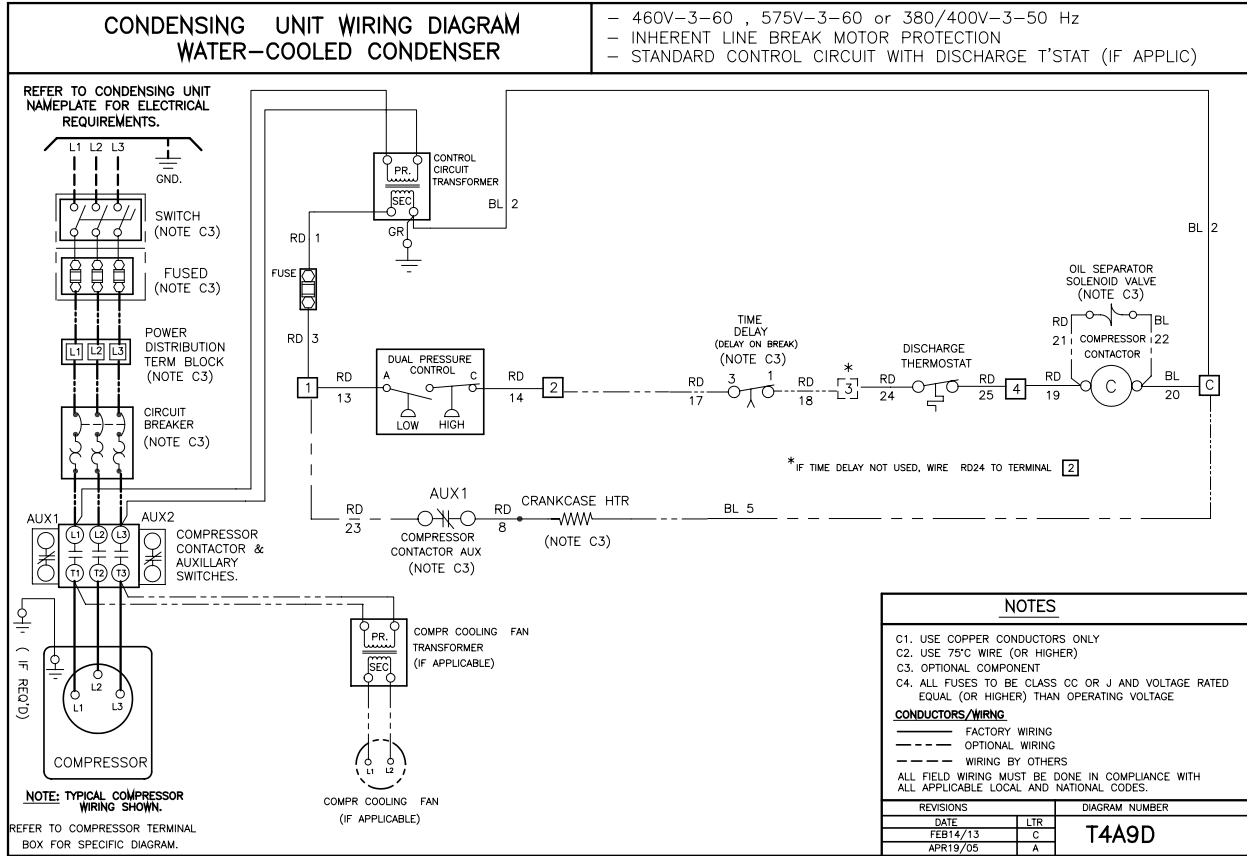 CONDENSING UNIT WIRING DIAGRAM
WATER-COOLED CONDENSER
- 460V-3-60 , 575V-3-60 or 380/400V-3-50 Hz
- INHERENT LINE BREAK MOTOR PROTECTION
- STANDARD CONTROL CIRCUIT WITH DISCHARGE T'STAT (IF APPLIC)
REFER TO CONDENSING UNIT
NAMEPLATE FOR ELECTRICAL
REQUIREMENTS.
L1 L2 L3
GND.
SWITCH
(NOTE C3)
FUSED
(NOTE C3)
POWER
DISTRIBUTION
TERM BLOCK
(NOTE C3)
L1 L2 L3
CIRCUIT
BREAKER
(NOTE C3)
AUX1
AUX2
L1 L2 L3
T1 T2 T3
COMPRESSOR
CONTACTOR &
AUXILLARY
SWITCHES.
( IF REQ'D)
L1
L2
L3
COMPRESSOR
NOTE: TYPICAL COMPRESSOR
WIRING SHOWN.
REFER TO COMPRESSOR TERMINAL
BOX FOR SPECIFIC DIAGRAM.
PR.
SEC
CONTROL
CIRCUIT
TRANSFORMER
GR
BL 2
BL 2
RD 1
FUSE
RD 3
1
RD
13
DUAL PRESSURE
CONTROL
A
C
LOW HIGH
RD
14
2
RD
17
TIME
DELAY
(DELAY ON BREAK)
(NOTE C3)
3 1
RD
18
*
3
RD
24
DISCHARGE
THERMOSTAT
RD
25
4
RD
19
OIL SEPARATOR
SOLENOID VALVE
(NOTE C3)
RD
21
BL
22
COMPRESSOR
CONTACTOR
C
BL
20
C
*IF TIME DELAY NOT USED, WIRE RD24 TO TERMINAL 2
RD
23
AUX1
COMPRESSOR
CONTACTOR AUX
(NOTE C3)
RD
8
CRANKCASE HTR
(NOTE C3)
BL 5
PR.
SEC
COMPR COOLING FAN
TRANSFORMER
(IF APPLICABLE)
L1 L2
COMPR COOLING FAN
(IF APPLICABLE)
NOTES
C1. USE COPPER CONDUCTORS ONLY
C2. USE 75°C WIRE (OR HIGHER)
C3. OPTIONAL COMPONENT
C4. ALL FUSES TO BE CLASS CC OR J AND VOLTAGE RATED
EQUAL (OR HIGHER) THAN OPERATING VOLTAGE
CONDUCTORS/WIRNG
FACTORY WIRING
OPTIONAL WIRING
WIRING BY OTHERS
ALL FIELD WIRING MUST BE DONE IN COMPLIANCE WITH
ALL APPLICABLE LOCAL AND NATIONAL CODES.
REVISIONS
DIAGRAM NUMBER
DATE LTR
FEB14/13 C
APR19/05 A
T4A9D